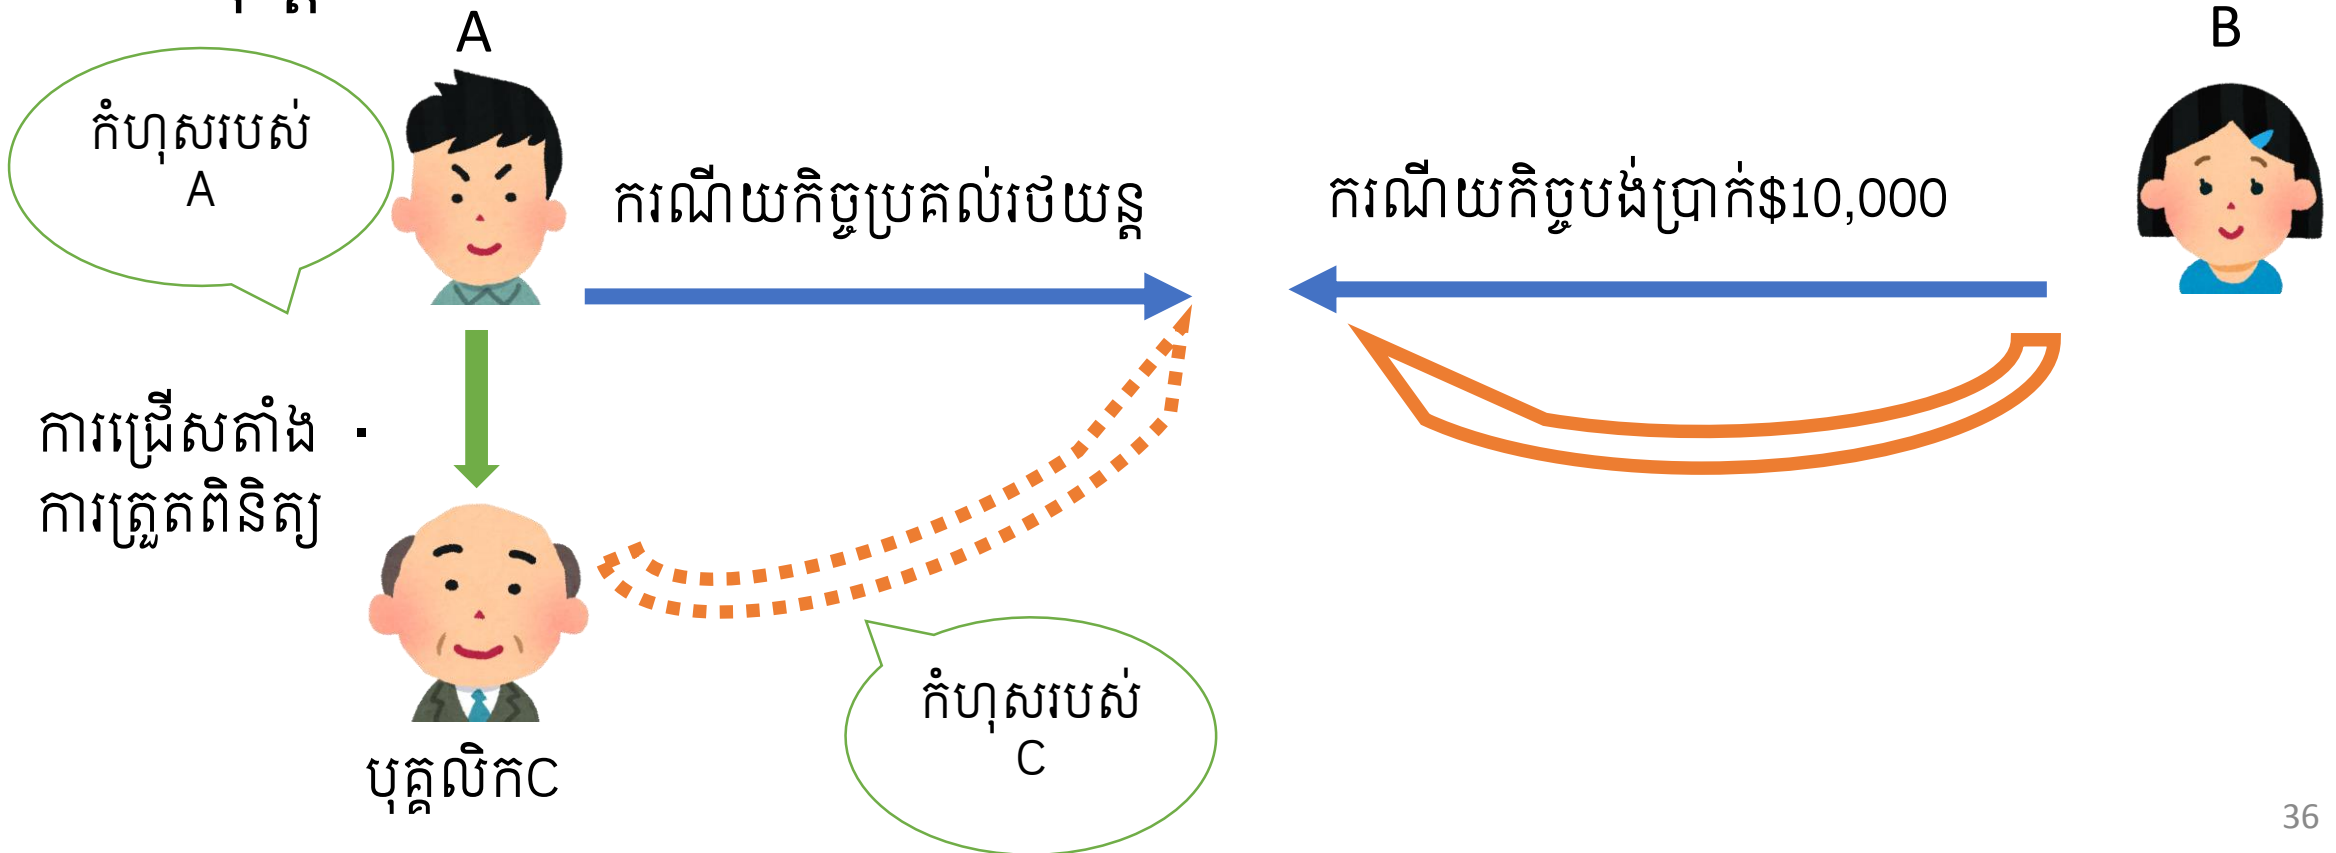 A
B
កំហុសរបស់
A
ករណីយកិច្ចប្រគល់រថយន្ត
ករណីយកិច្ចបង់ប្រាក់$10,000
ការជ្រើសតាំង ・
ការត្រួតពិនិត្យ
កំហុសរបស់
C
បុគ្គលិកC
36